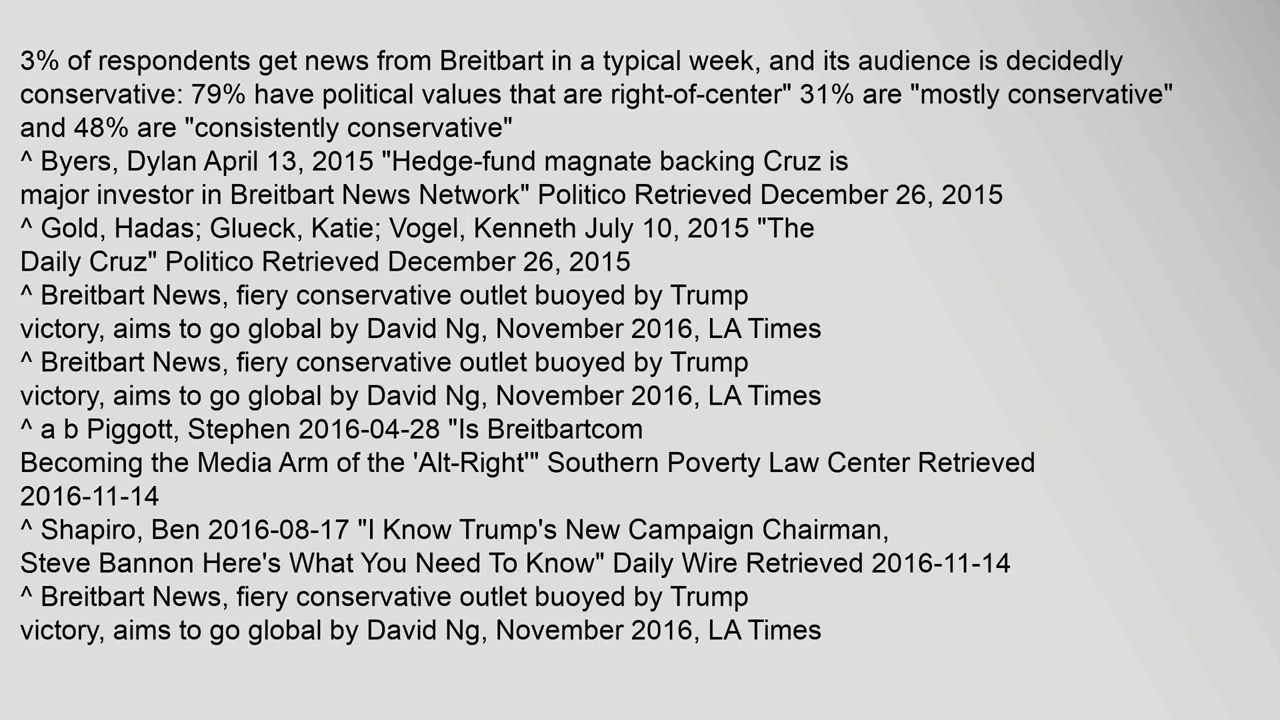 3% of respondents get news from Breitbart in a typical week, and its audience is decidedly
conservative: 79% have political values that are right-of-center" 31% are "mostly conservative"
and 48% are "consistently conservative"
^ Byers, Dylan April 13, 2015 "Hedge-fund magnate backing Cruz is
major investor in Breitbart News Network" Politico Retrieved December 26, 2015
^ Gold, Hadas; Glueck, Katie; Vogel, Kenneth July 10, 2015 "The
Daily Cruz" Politico Retrieved December 26, 2015
^ Breitbart News, fiery conservative outlet buoyed by Trump
victory, aims to go global by David Ng, November 2016, LA Times
^ Breitbart News, fiery conservative outlet buoyed by Trump
victory, aims to go global by David Ng, November 2016, LA Times
^ a b Piggott, Stephen 2016-04-28 "Is Breitbartcom
Becoming the Media Arm of the 'Alt-Right'" Southern Poverty Law Center Retrieved
2016-11-14
^ Shapiro, Ben 2016-08-17 "I Know Trump's New Campaign Chairman,
Steve Bannon Here's What You Need To Know" Daily Wire Retrieved 2016-11-14
^ Breitbart News, fiery conservative outlet buoyed by Trump
victory, aims to go global by David Ng, November 2016, LA Times